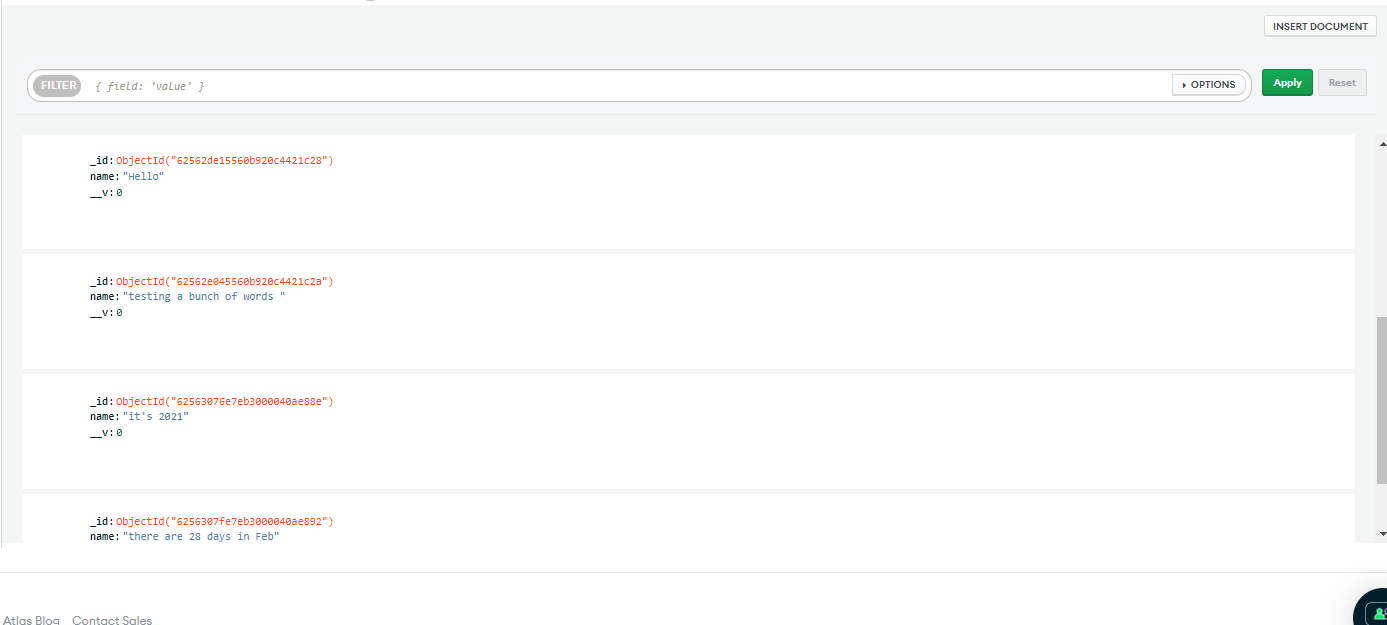 INSERT DOCUMENT
FILTER { field: 'value' } OPTIONS Apply Reset
_id: ObjectId("62562de15560b920c4421c28")
name: "Hello"
__v: 0
_id: ObjectId("62562e045560b920c4421c2a")
name: "testing a bunch of words "
__v: 0
_id: ObjectId("62563076e7eb3000040ae88e")
name: "it's 2021"
__v: 0
_id: ObjectId("6256307fe7eb3000040ae892")
name: "there are 28 days in Feb"
Atlas Blog Contact Sales